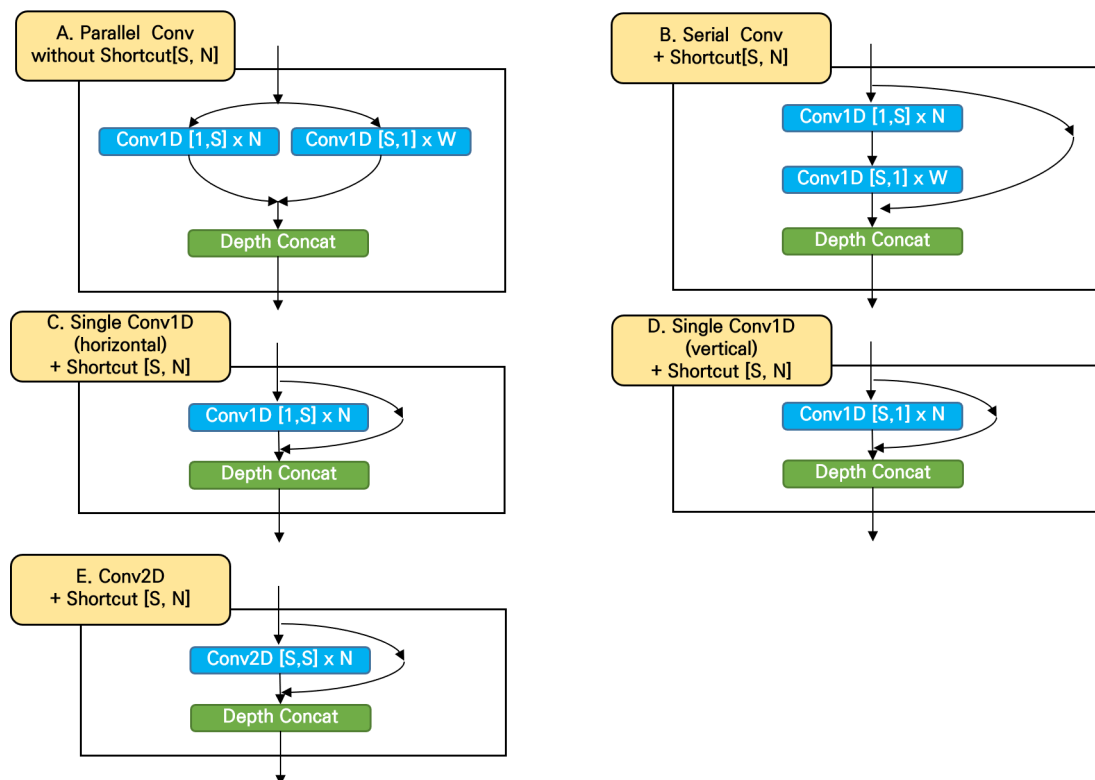 A. Parallel Conv
without Shortcut[S, N]
Conv1D [1,S] x N
Conv1D [S,1] x W
Depth Concat
B. Serial Conv
+ Shortcut[S, N]
Conv1D [1,S] x N
Conv1D [S,1] x W
Depth Concat
C. Single Conv1D
(horizontal)
+ Shortcut [S, N]
Conv1D [1,S] x N
Depth Concat
D. Single Conv1D
(vertical)
+ Shortcut [S, N]
Conv1D [S,1] x N
Depth Concat
E. Conv2D
+ Shortcut [S, N]
Conv2D [S,S] x N
Depth Concat